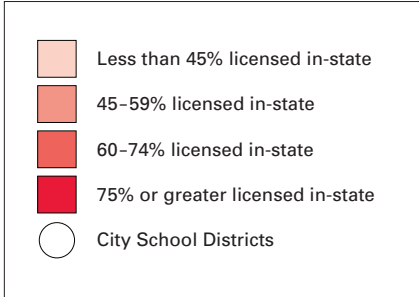 Less than 45% licensed in-state
45–59% licensed in-state
60–74% licensed in-state
75% or greater licensed in-state
City School Districts